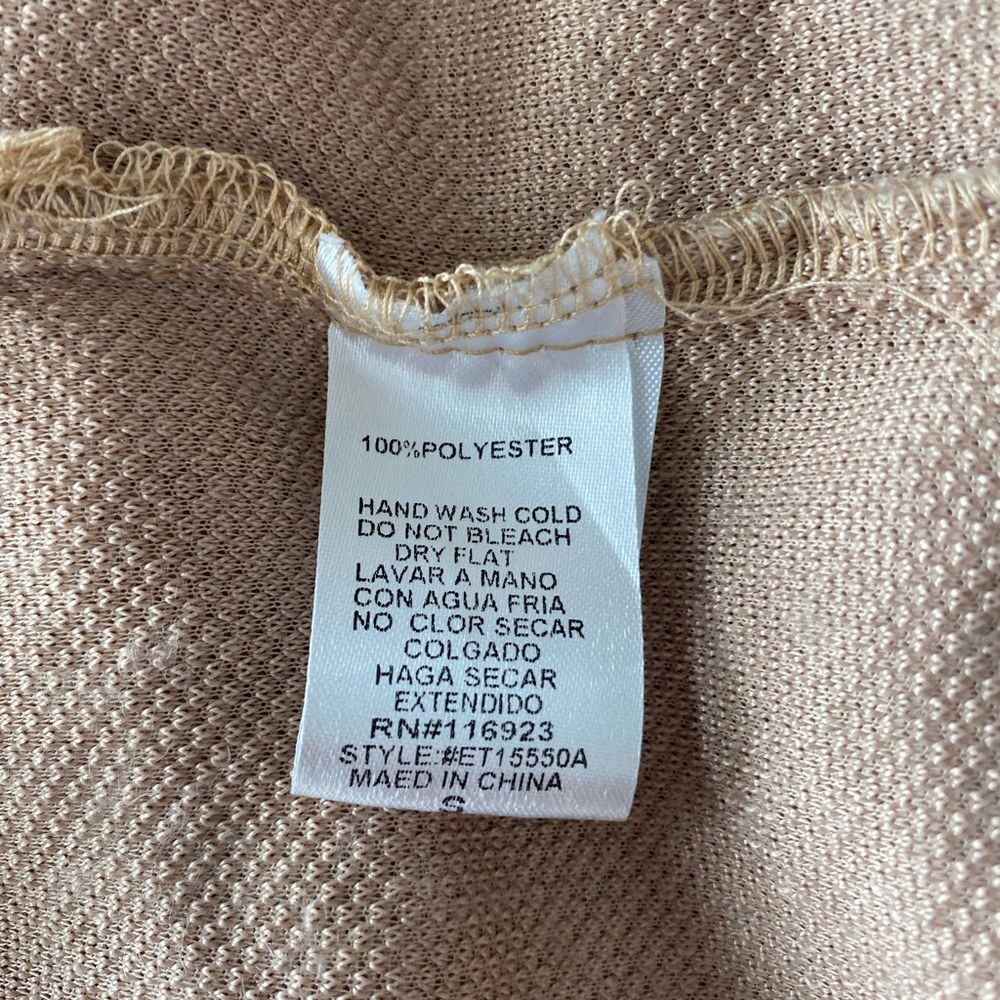 100%POLYESTER
HAND WASH COLD
DO NOT BLEACH
DRY FLAT
LAVAR A MANO
CON AGUA FRIA
NO CLOR SECAR
COLGADO
HAGA SECAR
EXTENDIDO
RN#116923
STYLE:#ET15550A
MAED IN CHINA
S